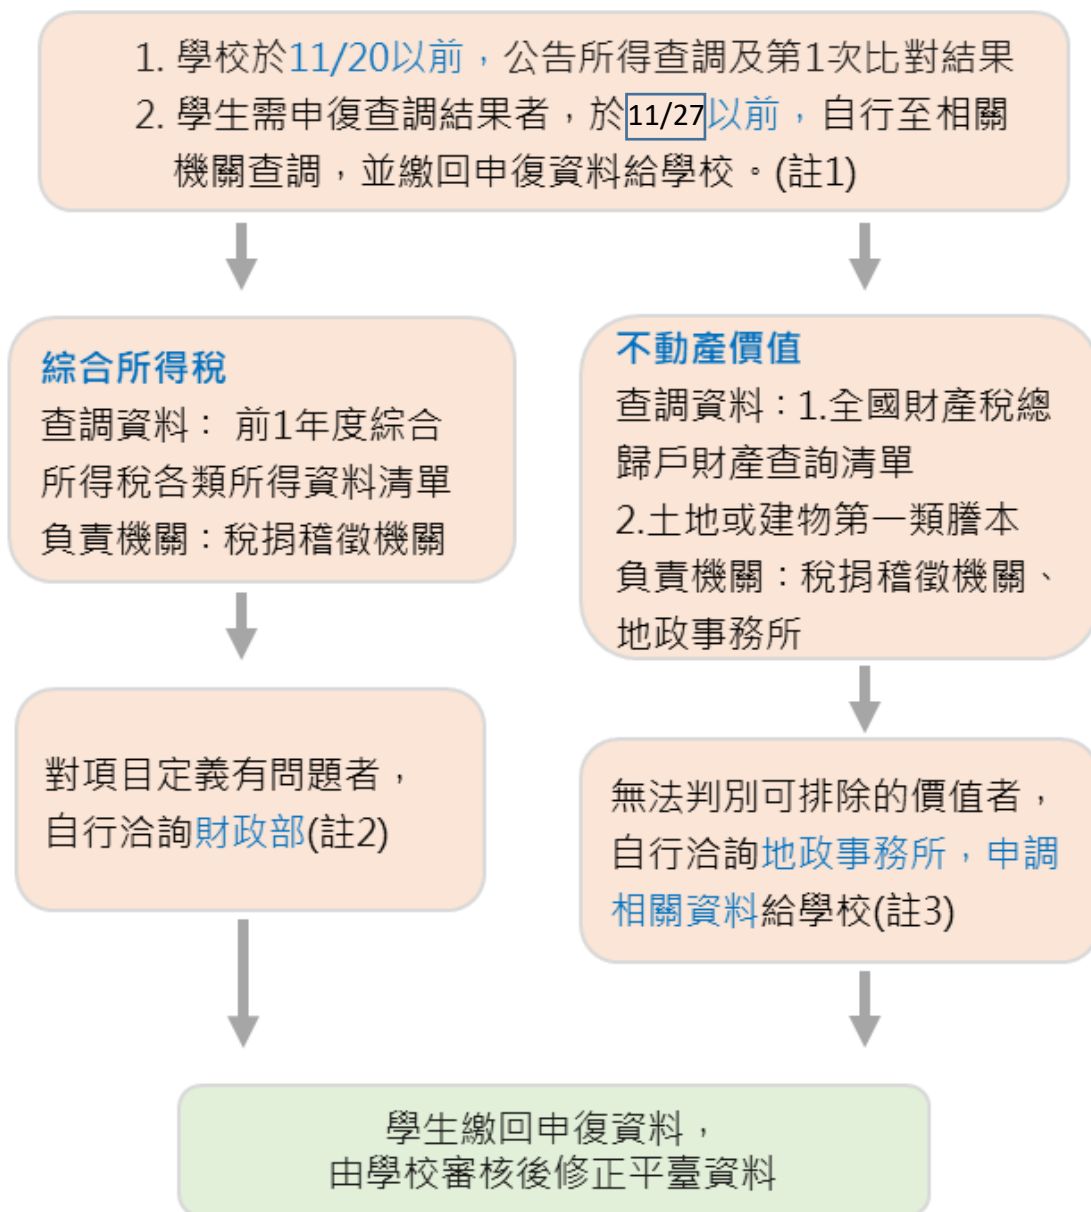 1. 學校於11/20以前，公告所得查調及第1次比對結果
2. 學生需申復查調結果者，於11/27以前，自行至相關
機關查調，並繳回申復資料給學校。(註1)
綜合所得稅
查調資料： 前1年度綜合
所得稅各類所得資料清單
負責機關：稅捐稽徵機關
對項目定義有問題者，
自行洽詢財政部(註2)
不動產價值
查調資料：1.全國財產稅總
歸戶財產查詢清單
2.土地或建物第一類謄本
負責機關：稅捐稽徵機關、
地政事務所
無法判別可排除的價值者，
自行洽詢地政事務所，申調
相關資料給學校(註3)
學生繳回申復資料，
由學校審核後修正平臺資料